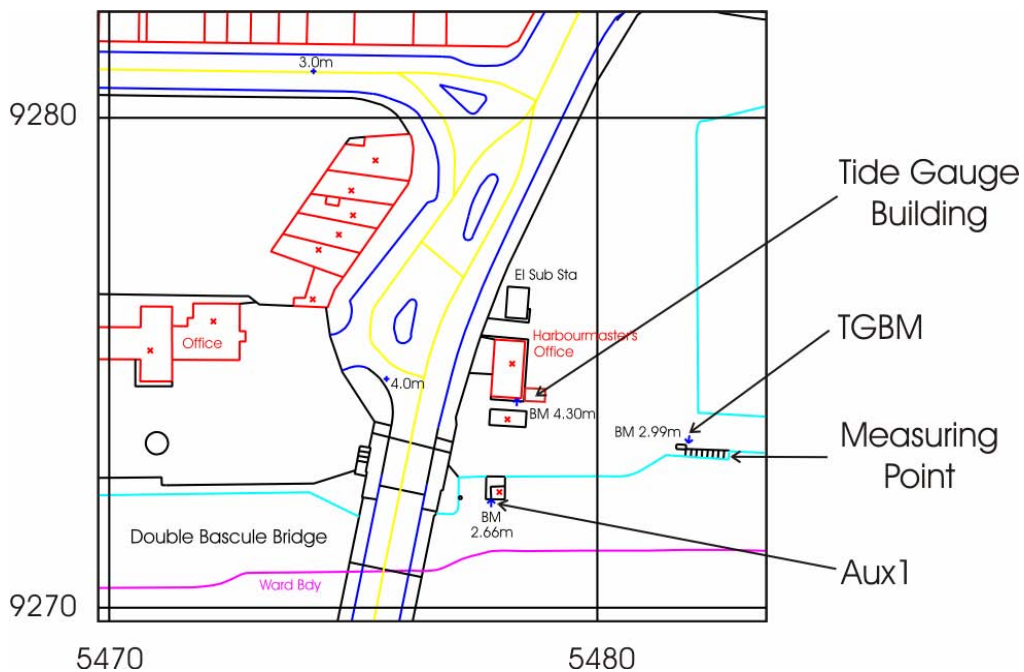 3.0m
9280
Tide Gauge
Building
El Sub Sta
Harbourmaster's
Office
Office
TGBM
4.0m
BM 4.30m
BM 2.99m
Measuring
Point
BM
2.66m
Double Bascule Bridge
Aux1
Ward Bdy
9270
5470
5480